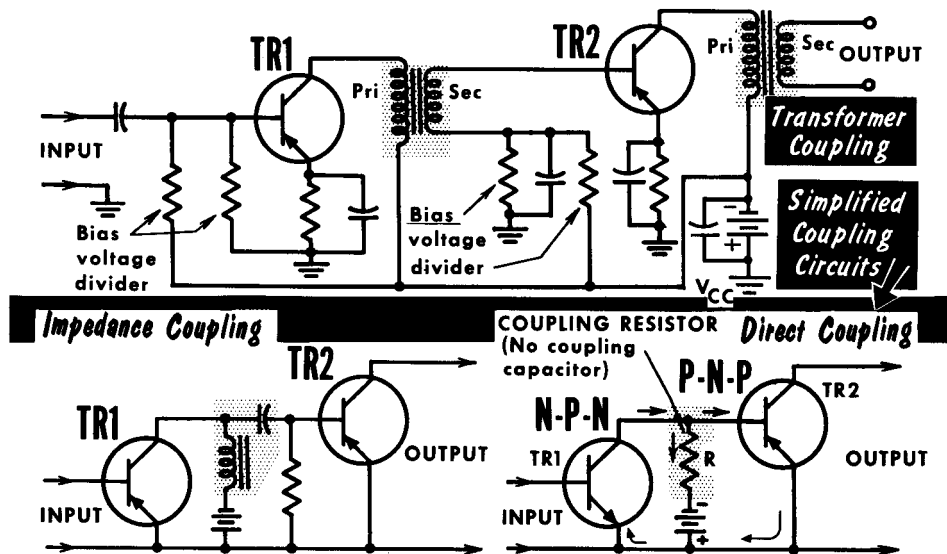 TR1
TR2
Pri
Sec
Pri
Sec
OUTPUT
INPUT
Bias
voltage
divider
Bias
voltage
divider
-
+
VCC
Transformer
Coupling
Simplified
Coupling
Circuits
Impedance Coupling
TR1
TR2
INPUT
OUTPUT
COUPLING RESISTOR
(No coupling
capacitor)
Direct Coupling
N-P-N
P-N-P
TR1
TR2
R
-
+
INPUT
OUTPUT